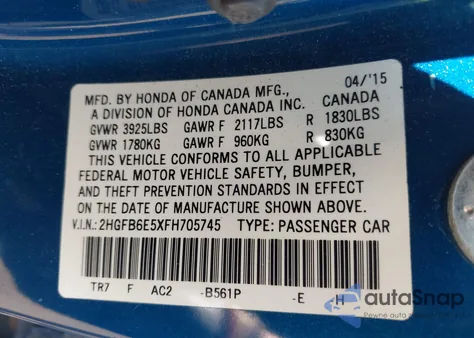 MFD. BY HONDA OF CANADA MFG., 04/'15
A DIVISION OF HONDA CANADA INC. CANADA
GVWR 3925LBS GAWR F 2117LBS R 1830LBS
GVWR 1780KG GAWR F 960KG R 830KG
THIS VEHICLE CONFORMS TO ALL APPLICABLE
FEDERAL MOTOR VEHICLE SAFETY, BUMPER,
AND THEFT PREVENTION STANDARDS IN EFFECT
ON THE DATE OF MANUFACTURE SHOWN ABOVE.
V.I.N.: 2HGFB6E5XFH705745 TYPE: PASSENGER CAR
TR7 F AC2 -B561P -E -H
autoSnap